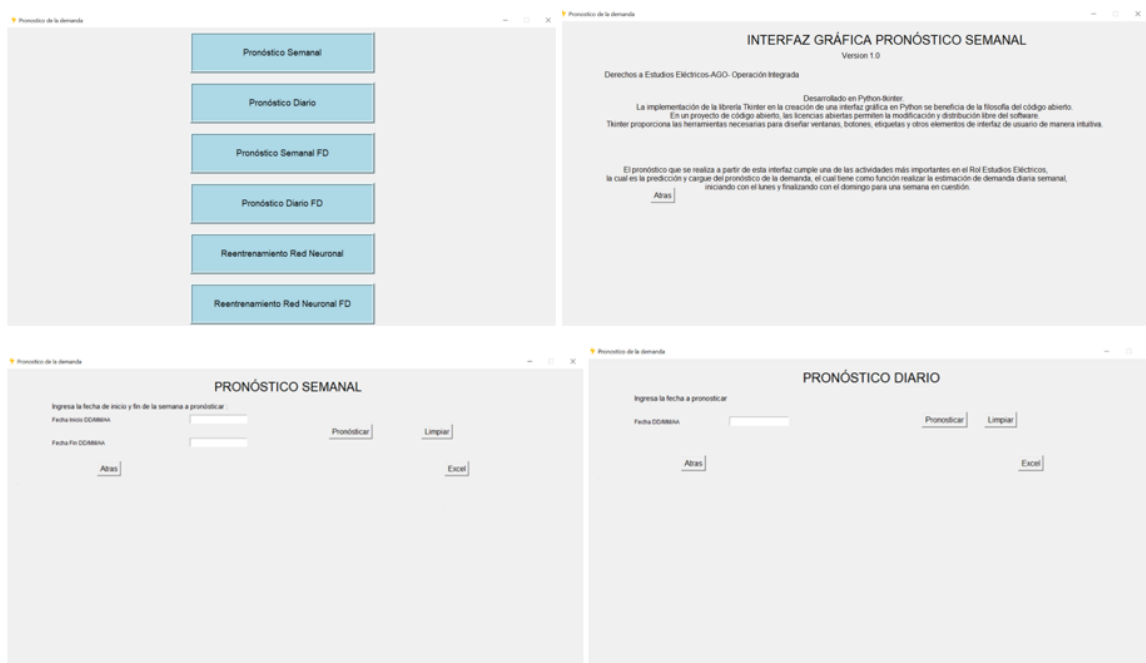 Pronostico de la demanda
Pronóstico Semanal
Pronóstico Diario
Pronóstico Semanal FD
Pronóstico Diario FD
Reentrenamiento Red Neuronal
Reentrenamiento Red Neuronal FD
Pronostico de la demanda
INTERFAZ GRÁFICA PRONÓSTICO SEMANAL
Version 1.0
Derechos a Estudios Eléctricos-AGO- Operación Integrada
Desarrollado en Python-tkinter.
La implementación de la librería Tkinter en la creación de una interfaz gráfica en Python se beneficia de la filosofía del código abierto.
En un proyecto de código abierto, las licencias abiertas permiten la modificación y distribución libre del software.
Tkinter proporciona las herramientas necesarias para diseñar ventanas, botones, etiquetas y otros elementos de interfaz de usuario de manera intuitiva.
El pronóstico que se realiza a partir de esta interfaz cumple una de las actividades más importantes en el Rol Estudios Eléctricos,
la cual es la predicción y cargue del pronóstico de la demanda, el cual tiene como función realizar la estimación de demanda diaria semanal,
iniciando con el lunes y finalizando con el domingo para una semana en cuestión.
Atras
Pronostico de la demanda
PRONÓSTICO SEMANAL
Ingresa la fecha de inicio y fin de la semana a pronósticar :
Fecha Inicio DD/MM/AA
Pronósticar Limpiar
Fecha Fin DD/MM/AA
Atras Excel
Pronostico de la demanda
PRONÓSTICO DIARIO
Ingresa la fecha a pronosticar
Fecha DD/MM/AA Pronosticar Limpiar
Atras Excel